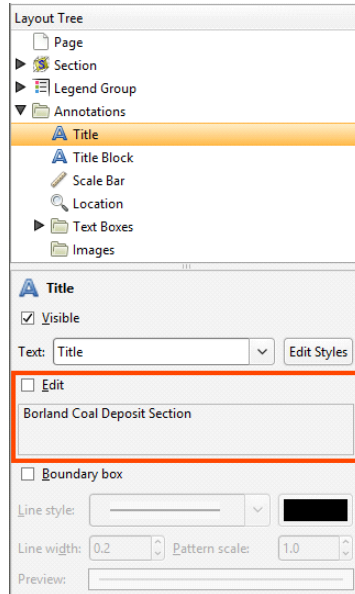 Layout Tree
Page
Section
Legend Group
Annotations
Title
Title Block
Scale Bar
Location
Text Boxes
Images
Title
Visible
Text: Title Edit Styles
Edit
Borland Coal Deposit Section
Boundary box
Line style:
Line width: 0.2 Pattern scale: 1.0
Preview: